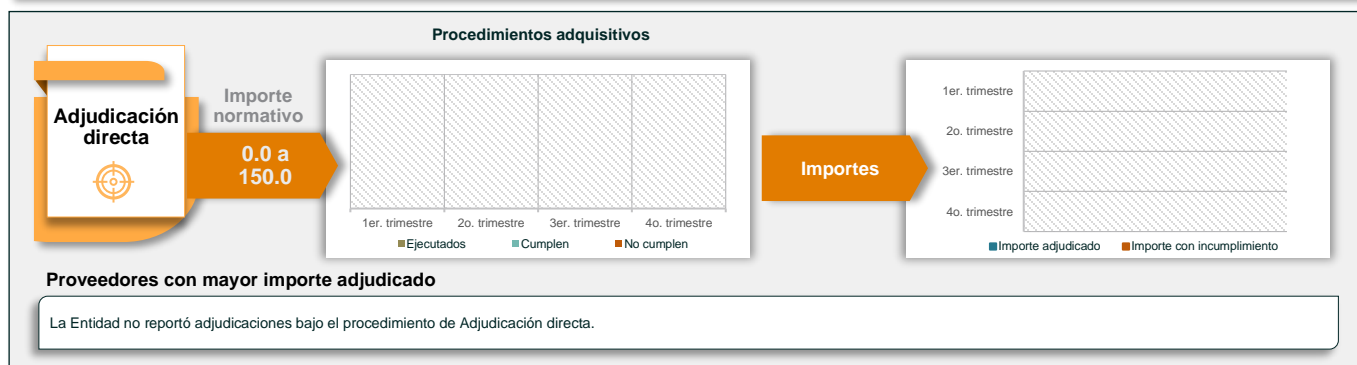 Procedimientos adquisitivos
Adjudicación
directa
Importe
normativo
0.0 a
150.0
1er. trimestre
2o. trimestre
3er. trimestre
4o. trimestre
Ejecutados
Cumplen
No cumplen
Importes
1er. trimestre
2o. trimestre
3er. trimestre
4o. trimestre
Importe adjudicado
Importe con incumplimiento
Proveedores con mayor importe adjudicado
La Entidad no reportó adjudicaciones bajo el procedimiento de Adjudicación directa.